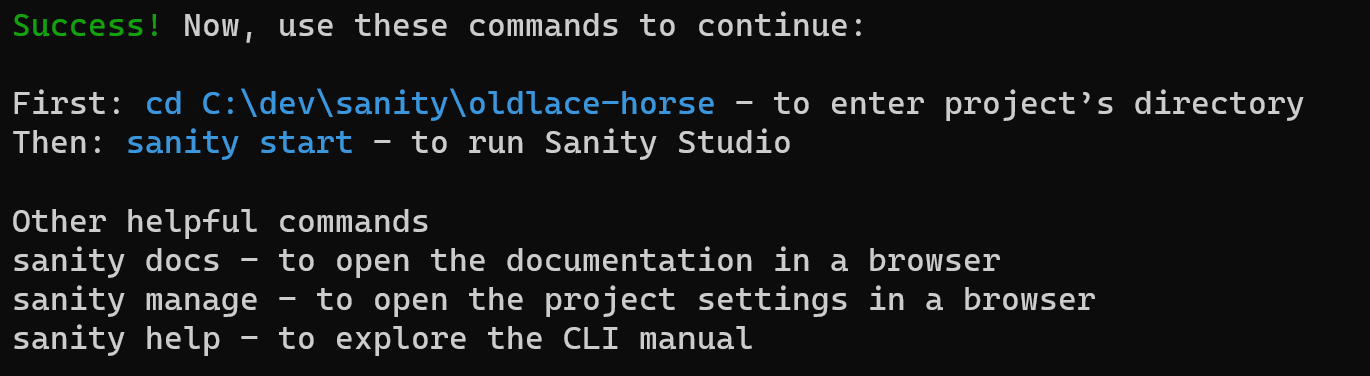 Success! Now, use these commands to continue:
First: cd C:\dev\sanity\oldlace-horse - to enter project’s directory
Then: sanity start - to run Sanity Studio
Other helpful commands
sanity docs - to open the documentation in a browser
sanity manage - to open the project settings in a browser
sanity help - to explore the CLI manual